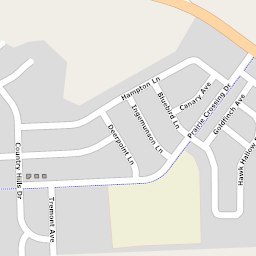 Hampton Ln
Bluebird Ln
Canary Ave
Ingemunson Ln
Deerpoint Ln
Prairie Crossing Dr
Goldfinch Ave
Hawk Hallow Dr
Country Hills Dr
Tremont Ave